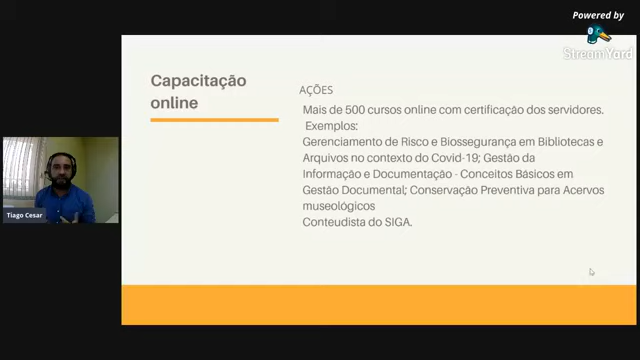 Powered by
StreamYard
Capacitação
online
AÇÕES
Mais de 500 cursos online com certificação dos servidores.
Exemplos:
Gerenciamento de Risco e Biossegurança em Bibliotecas e
Arquivos no contexto do Covid-19; Gestão da
Informação e Documentação - Conceitos Básicos em
Gestão Documental; Conservação Preventiva para Acervos
museológicos
Conteudista do SIGA.
Tiago Cesar